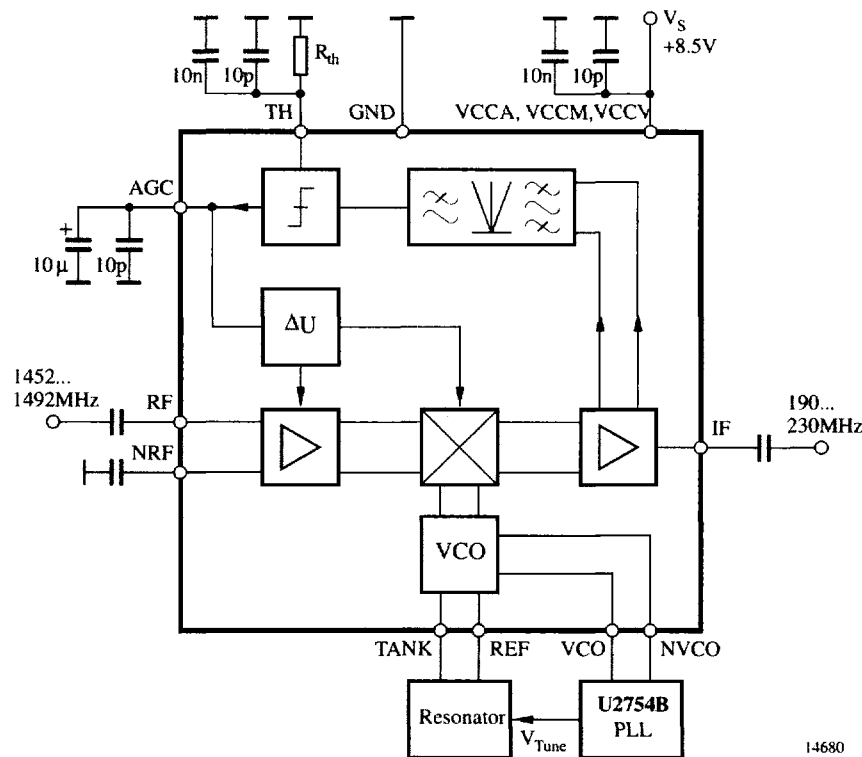 V_S
+8.5V
10n
10p
R_th
10n
10p
TH
GND
VCCA, VCCM,VCCV
AGC
+
10 μ
10p
ΔU
1452...
1492MHz
RF
190...
230MHz
IF
NRF
VCO
TANK
REF
VCO
NVCO
Resonator
V_Tune
U2754B
PLL
14680